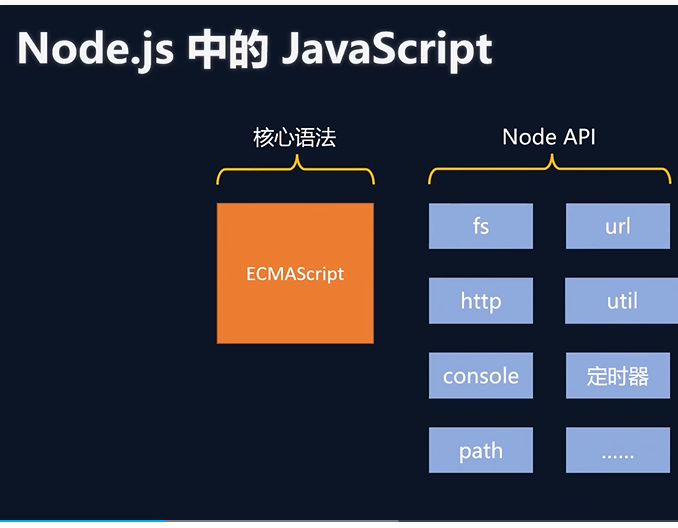 Node.js 中的 JavaScript
核心语法
Node API
ECMAScript
fs
url
http
util
console
定时器
path
……